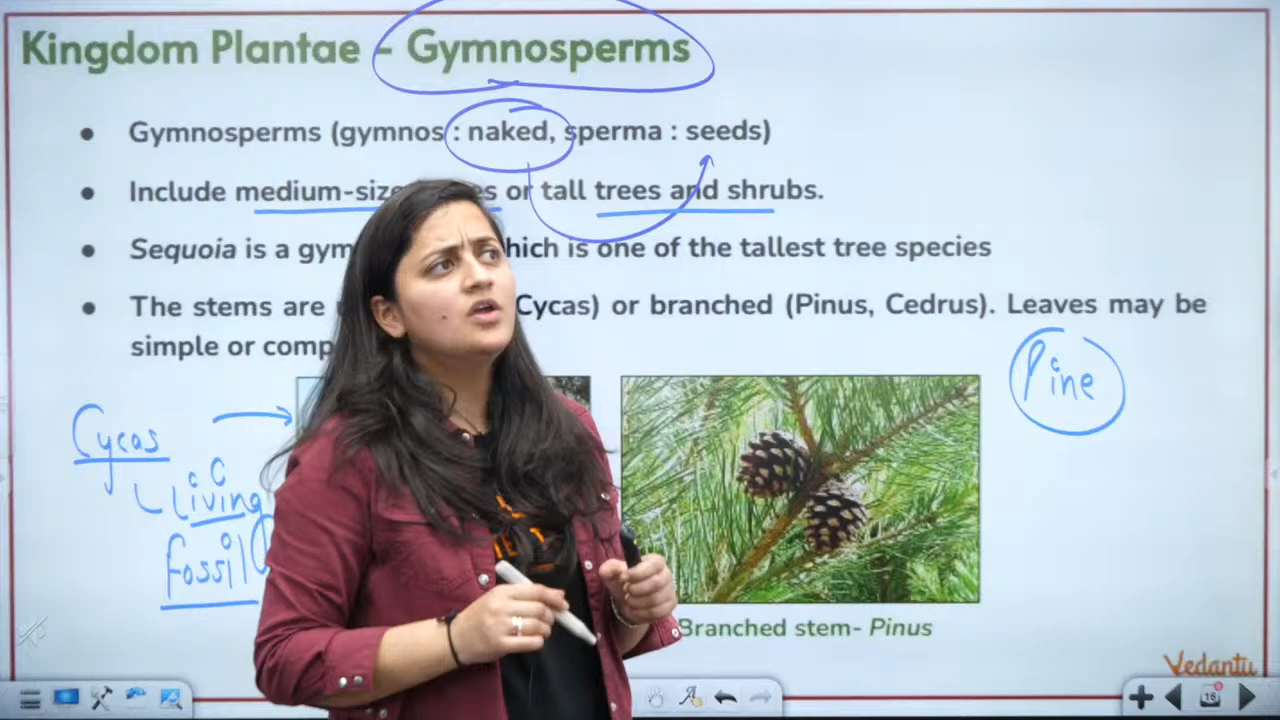 Kingdom Plantae - Gymnosperms
● Gymnosperms (gymnos : naked, sperma : seeds)
● Include medium-size or tall trees and shrubs.
● Sequoia is a gym hich is one of the tallest tree species
● The stems are Cycas) or branched (Pinus, Cedrus). Leaves may be
simple or comp
Pine
Cycas
Living
fossil
Branched stem- Pinus
Vedantu
16